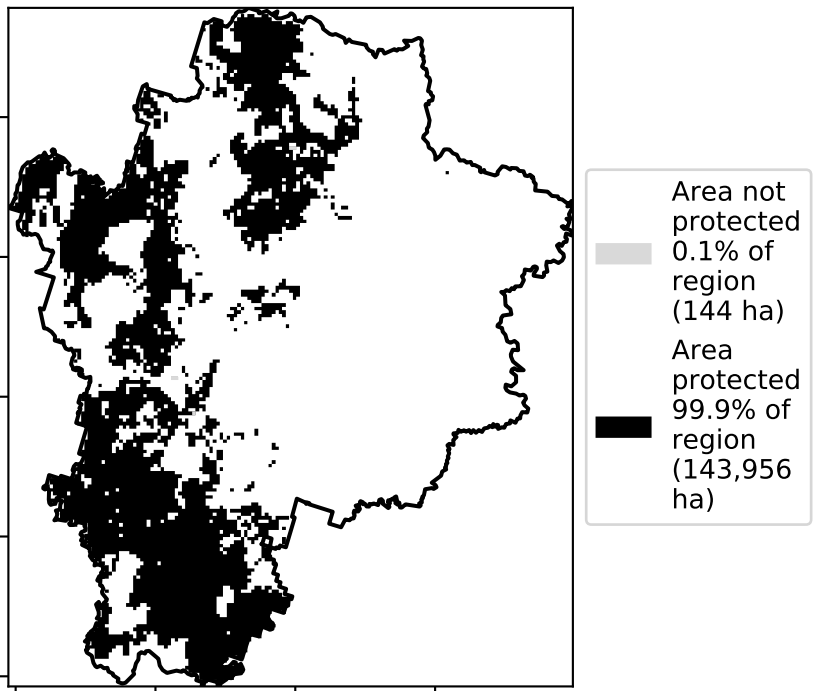 Area not
protected
0.1% of
region
(144 ha)
Area
protected
99.9% of
region
(143,956
ha)